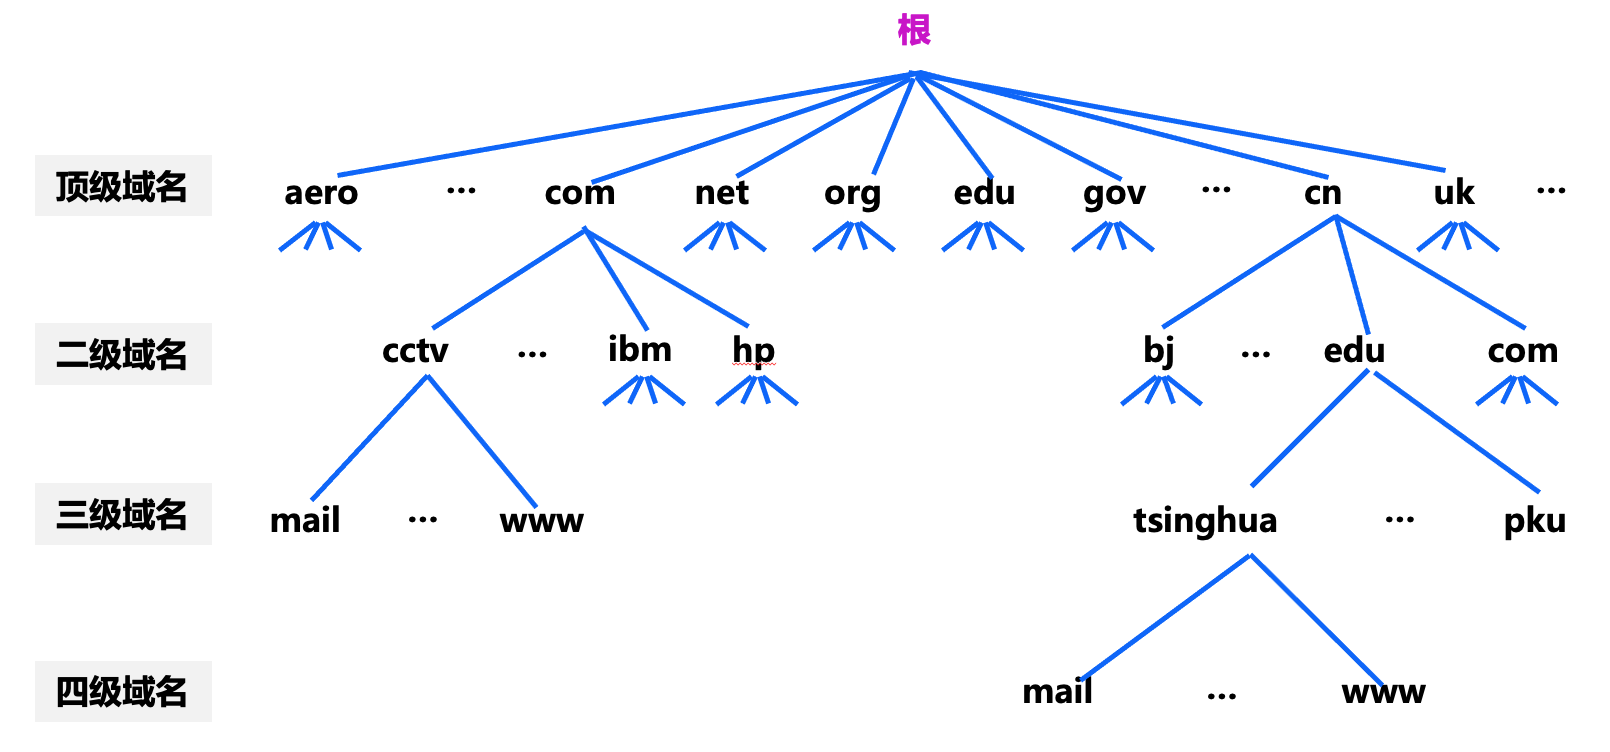 根
顶级域名 aero … com net org edu gov … cn uk …
二级域名 cctv … ibm hp bj … edu com
三级域名 mail … www tsinghua … pku
四级域名 mail … www